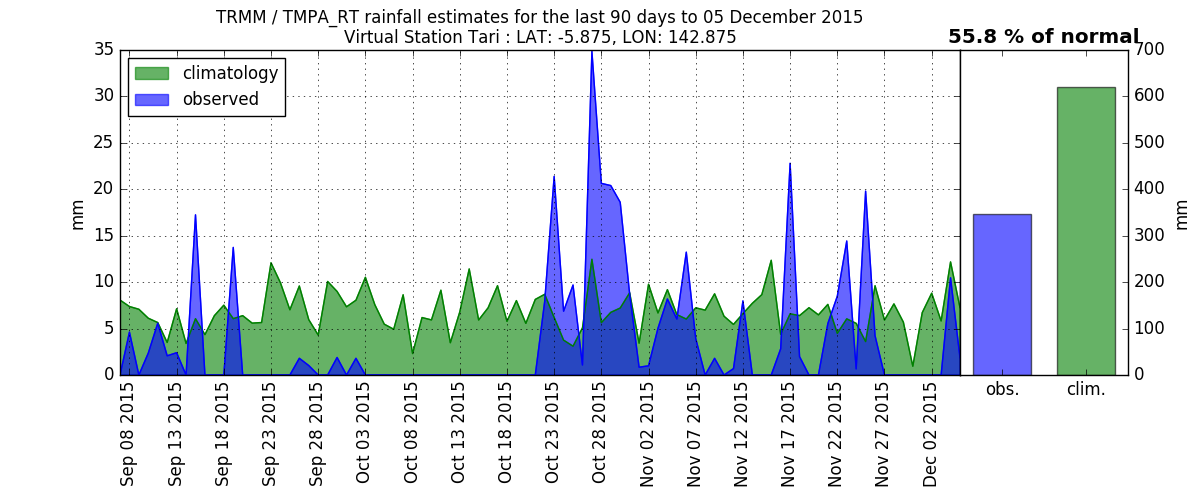 TRMM / TMPA_RT rainfall estimates for the last 90 days to 05 December 2015
Virtual Station Tari : LAT: -5.875, LON: 142.875
55.8 % of normal
climatology
observed
35
30
25
20
15
10
5
0
mm
Sep 08 2015
Sep 13 2015
Sep 18 2015
Sep 23 2015
Sep 28 2015
Oct 03 2015
Oct 08 2015
Oct 13 2015
Oct 18 2015
Oct 23 2015
Oct 28 2015
Nov 02 2015
Nov 07 2015
Nov 12 2015
Nov 17 2015
Nov 22 2015
Nov 27 2015
Dec 02 2015
700
600
500
400
300
200
100
0
mm
obs.
clim.